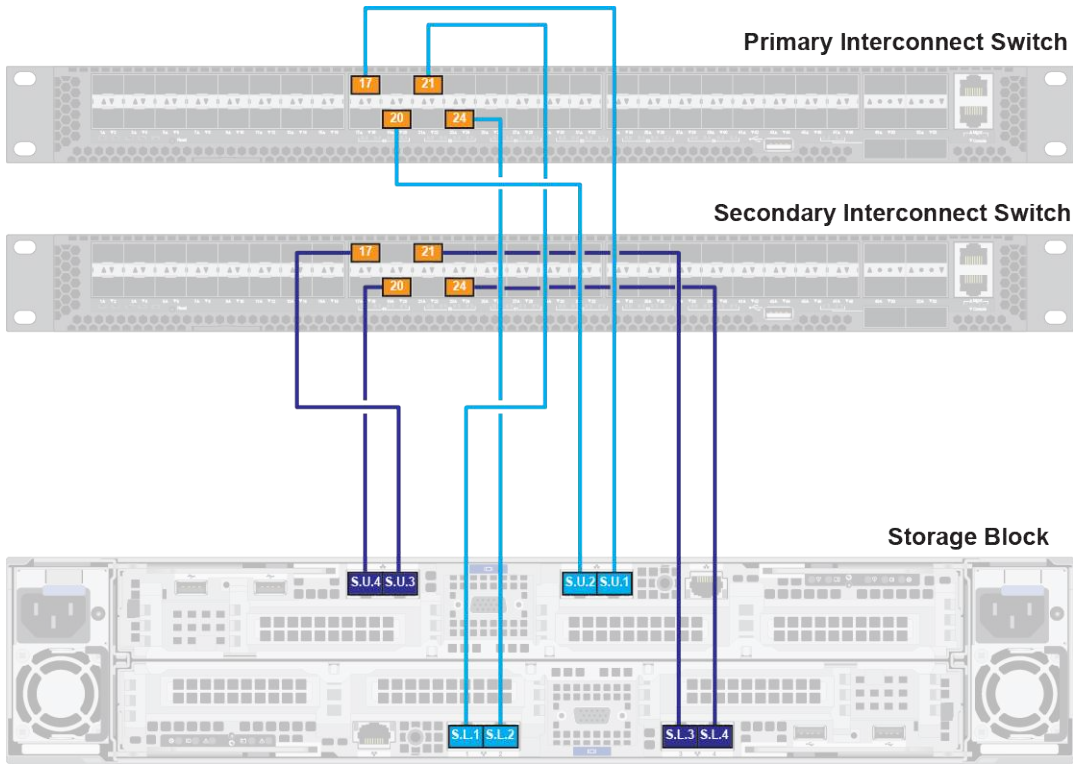 Primary Interconnect Switch
17 21
20 24
Secondary Interconnect Switch
17 21
20 24
Storage Block
S.U.4 S.U.3 S.U.2 S.U.1
S.L.1 S.L.2 S.L.3 S.L.4